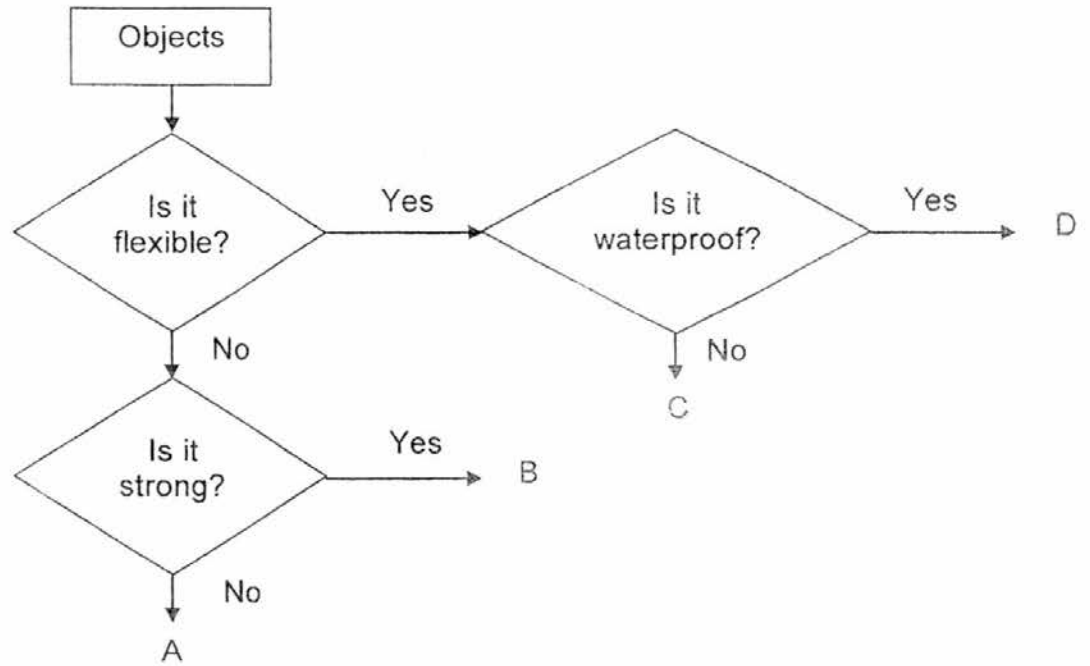 Objects
Is it
flexible?
Yes
Is it
waterproof?
Yes
D
No
No
C
Is it
strong?
Yes
B
No
A